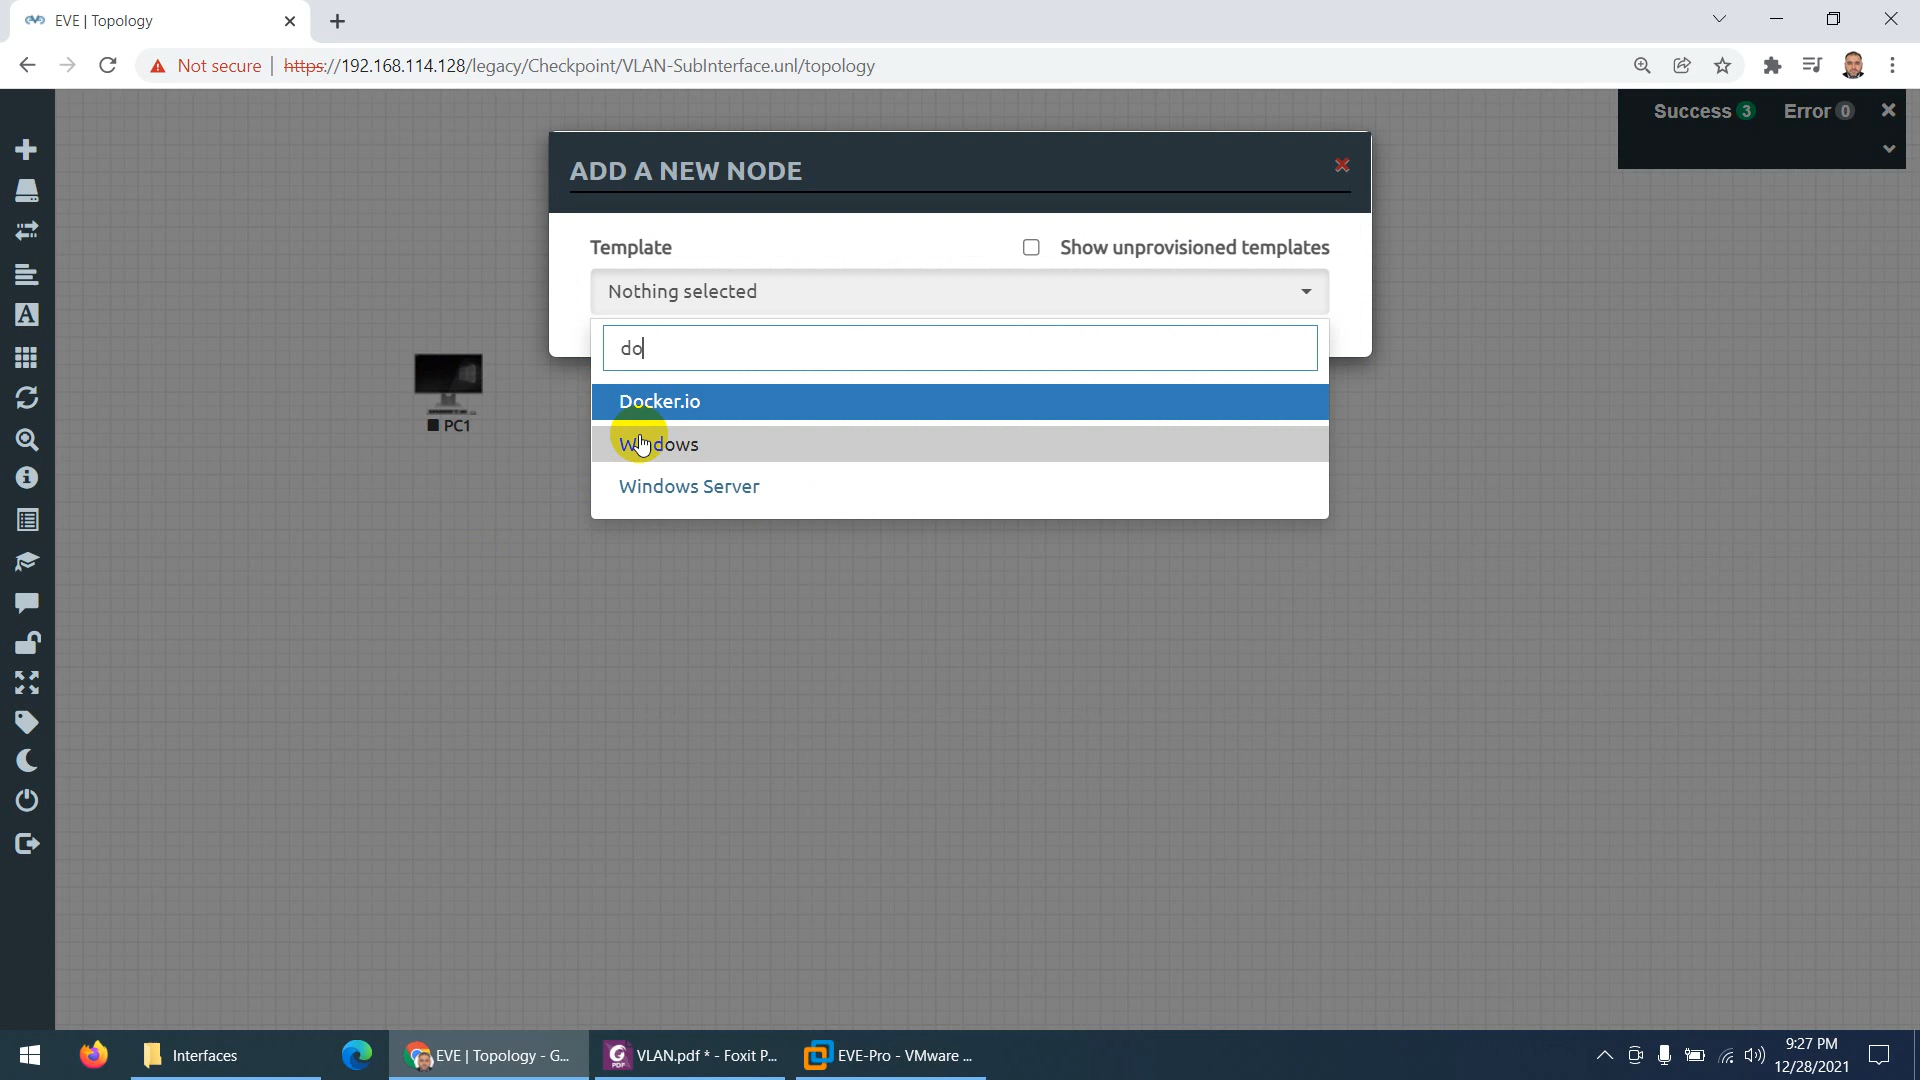 EVE | Topology
Not secure
https://192.168.114.128/legacy/Checkpoint/VLAN-SubInterface.unl/topology
Success 3 Error 0
ADD A NEW NODE
Template
Show unprovisioned templates
Nothing selected
do
Docker.io
Windows
Windows Server
PC1
Interfaces
EVE | Topology - G...
VLAN.pdf * - Foxit P...
EVE-Pro - VMware ...
9:27 PM
12/28/2021